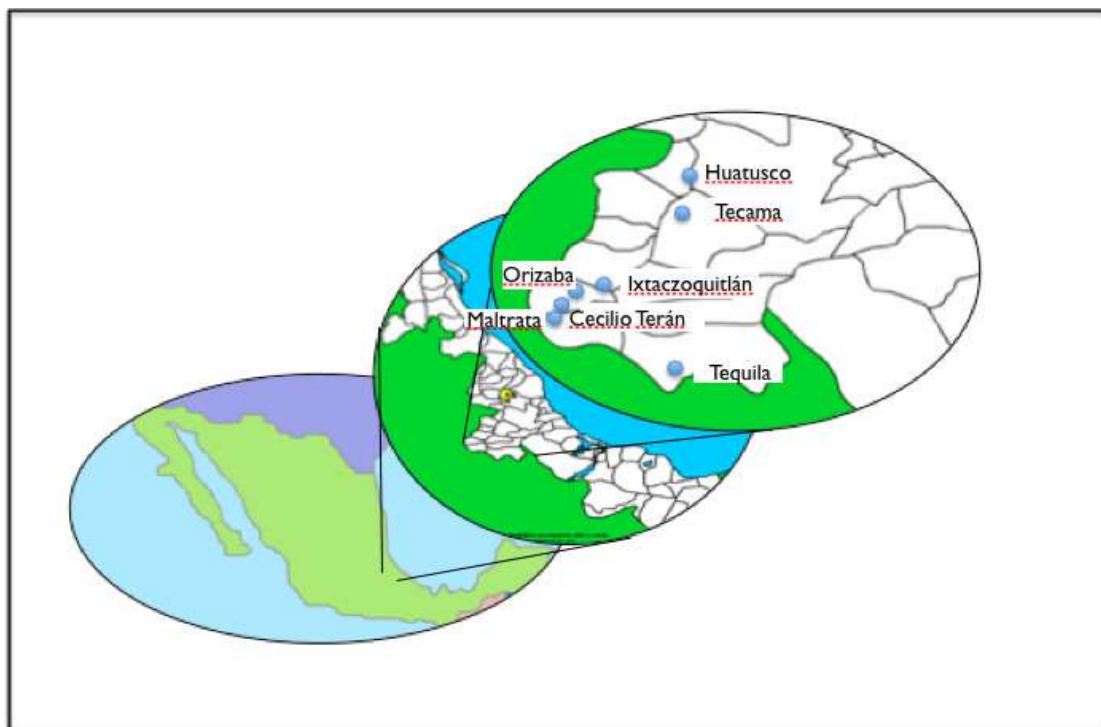 Huatusco
Tecama
Orizaba
Ixtaczoquitlán
Maltrata
Cecilio Terán
Tequila